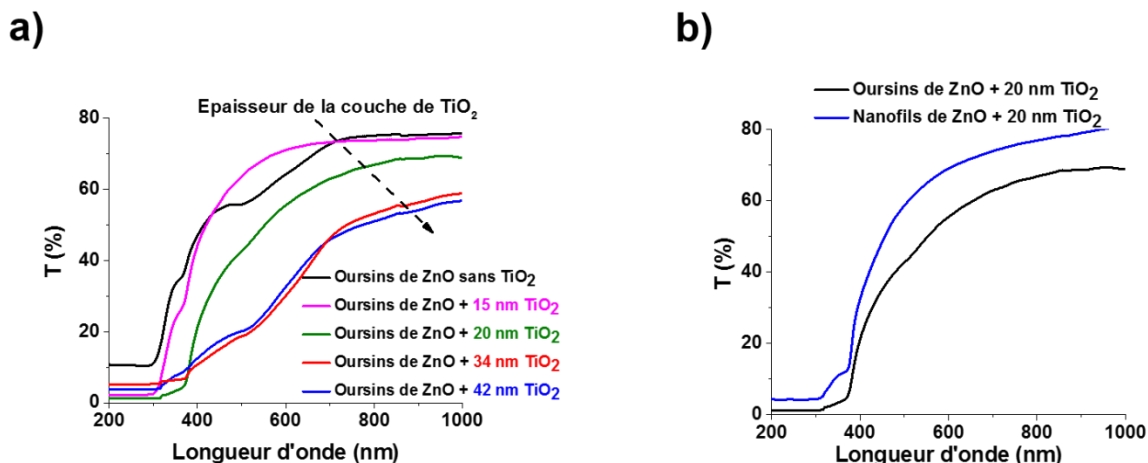 a)
Epaisseur de la couche de TiO2
80
60
40
20
0
T (%)
Oursins de ZnO sans TiO2
Oursins de ZnO + 15 nm TiO2
Oursins de ZnO + 20 nm TiO2
Oursins de ZnO + 34 nm TiO2
Oursins de ZnO + 42 nm TiO2
200 400 600 800 1000
Longueur d'onde (nm)
b)
Oursins de ZnO + 20 nm TiO2
Nanofils de ZnO + 20 nm TiO2
80
60
40
20
0
T (%)
200 400 600 800 1000
Longueur d'onde (nm)